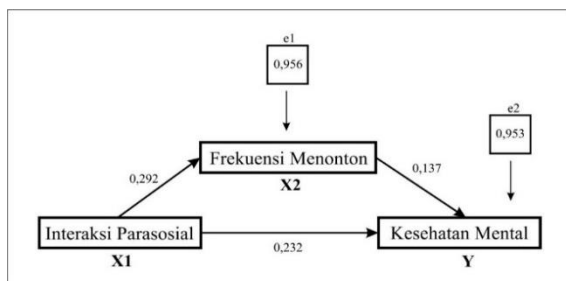 e1
0,956
e2
0,953
Frekuensi Menonton
X2
0,292
0,137
Interaksi Parasosial
X1
0,232
Kesehatan Mental
Y